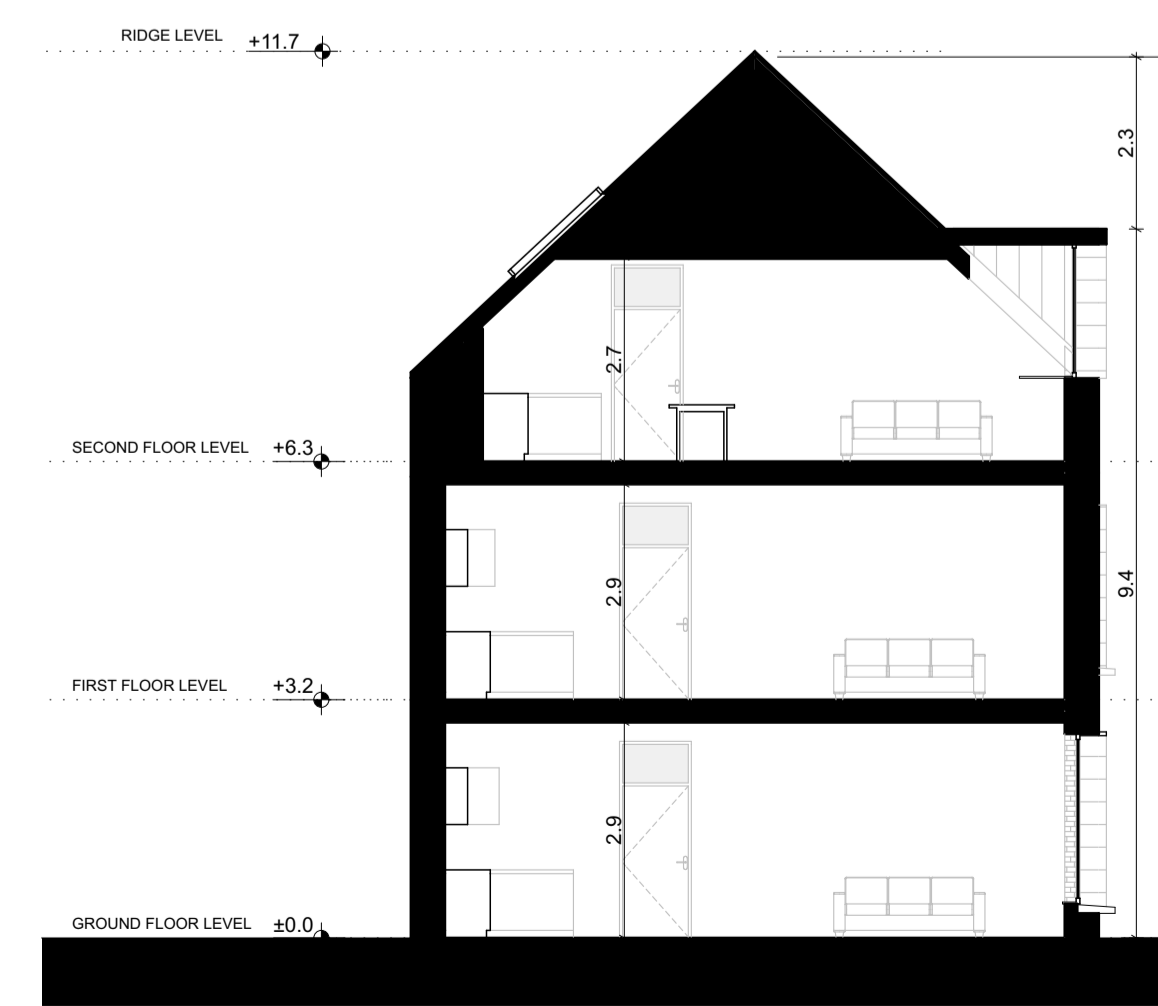 RIDGE LEVEL +11.7
2.3
2.7
SECOND FLOOR LEVEL +6.3
2.9
9.4
FIRST FLOOR LEVEL +3.2
2.9
GROUND FLOOR LEVEL ±0.0